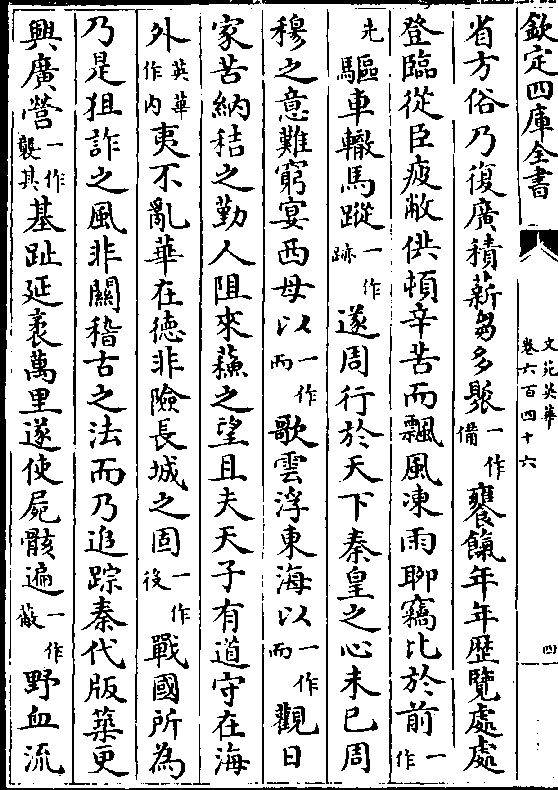 欽定四庫全書
文苑英華
卷六百四十六
四
省方俗乃復廣積薪芻多聚一作備饔餼年年歷覽處處
登臨從臣疲敝供頓辛苦而飄風凍雨聊竊比於前一作
先驅車轍馬蹤一作跡遂周行於天下秦皇之心未已周
穆之意難窮宴西母以一作而歌雲浮東海以一作而觀日
家苦納秸之勤人阻來蘇之望且夫天子有道守在海
外英華作内夷不亂華在德非險長城之固一作役戰國所為
乃是狙詐之風非關稽古之法而乃追踪秦代版築更
興廣營一作襲其基趾延袤萬里遂使屍骸遍一作蔽野血流